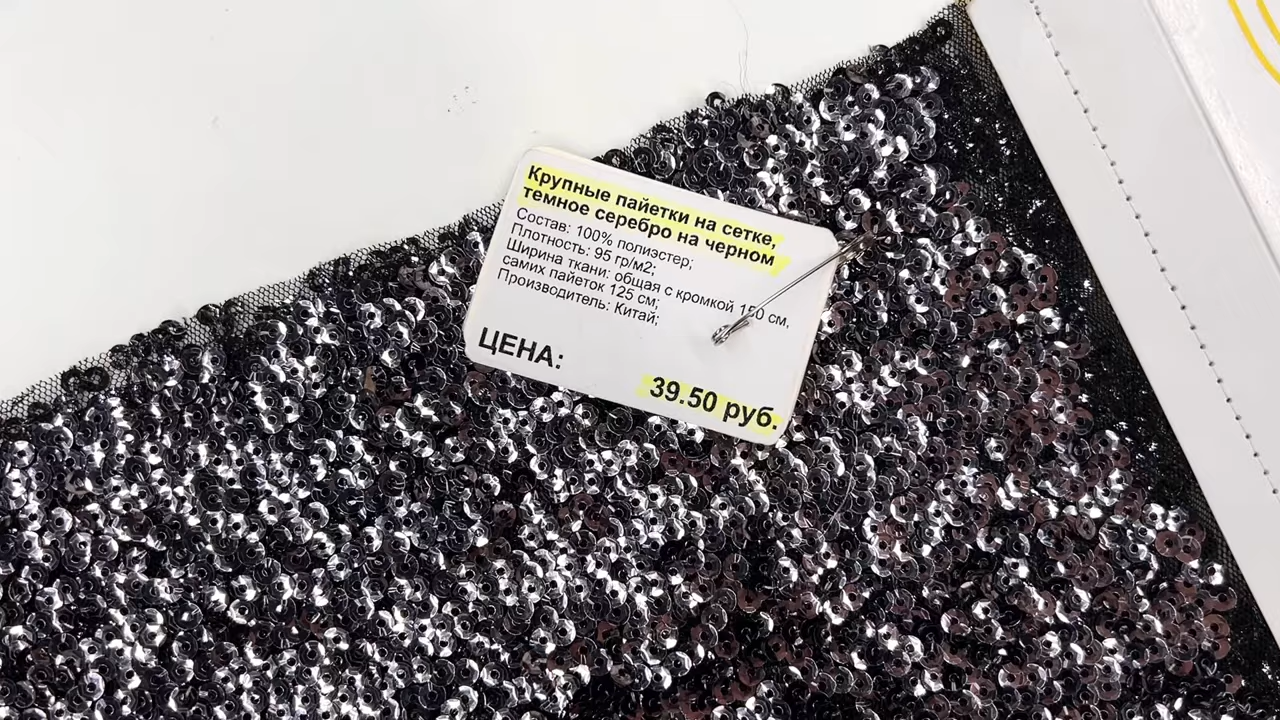 Крупные пайетки на сетке,
темное серебро на черном
Состав: 100% полиэстер;
Плотность: 95 гр/м2;
Ширина ткани: общая с кромкой 150 см,
самих пайеток 125 см;
Производитель: Китай;
ЦЕНА:
39.50 руб.